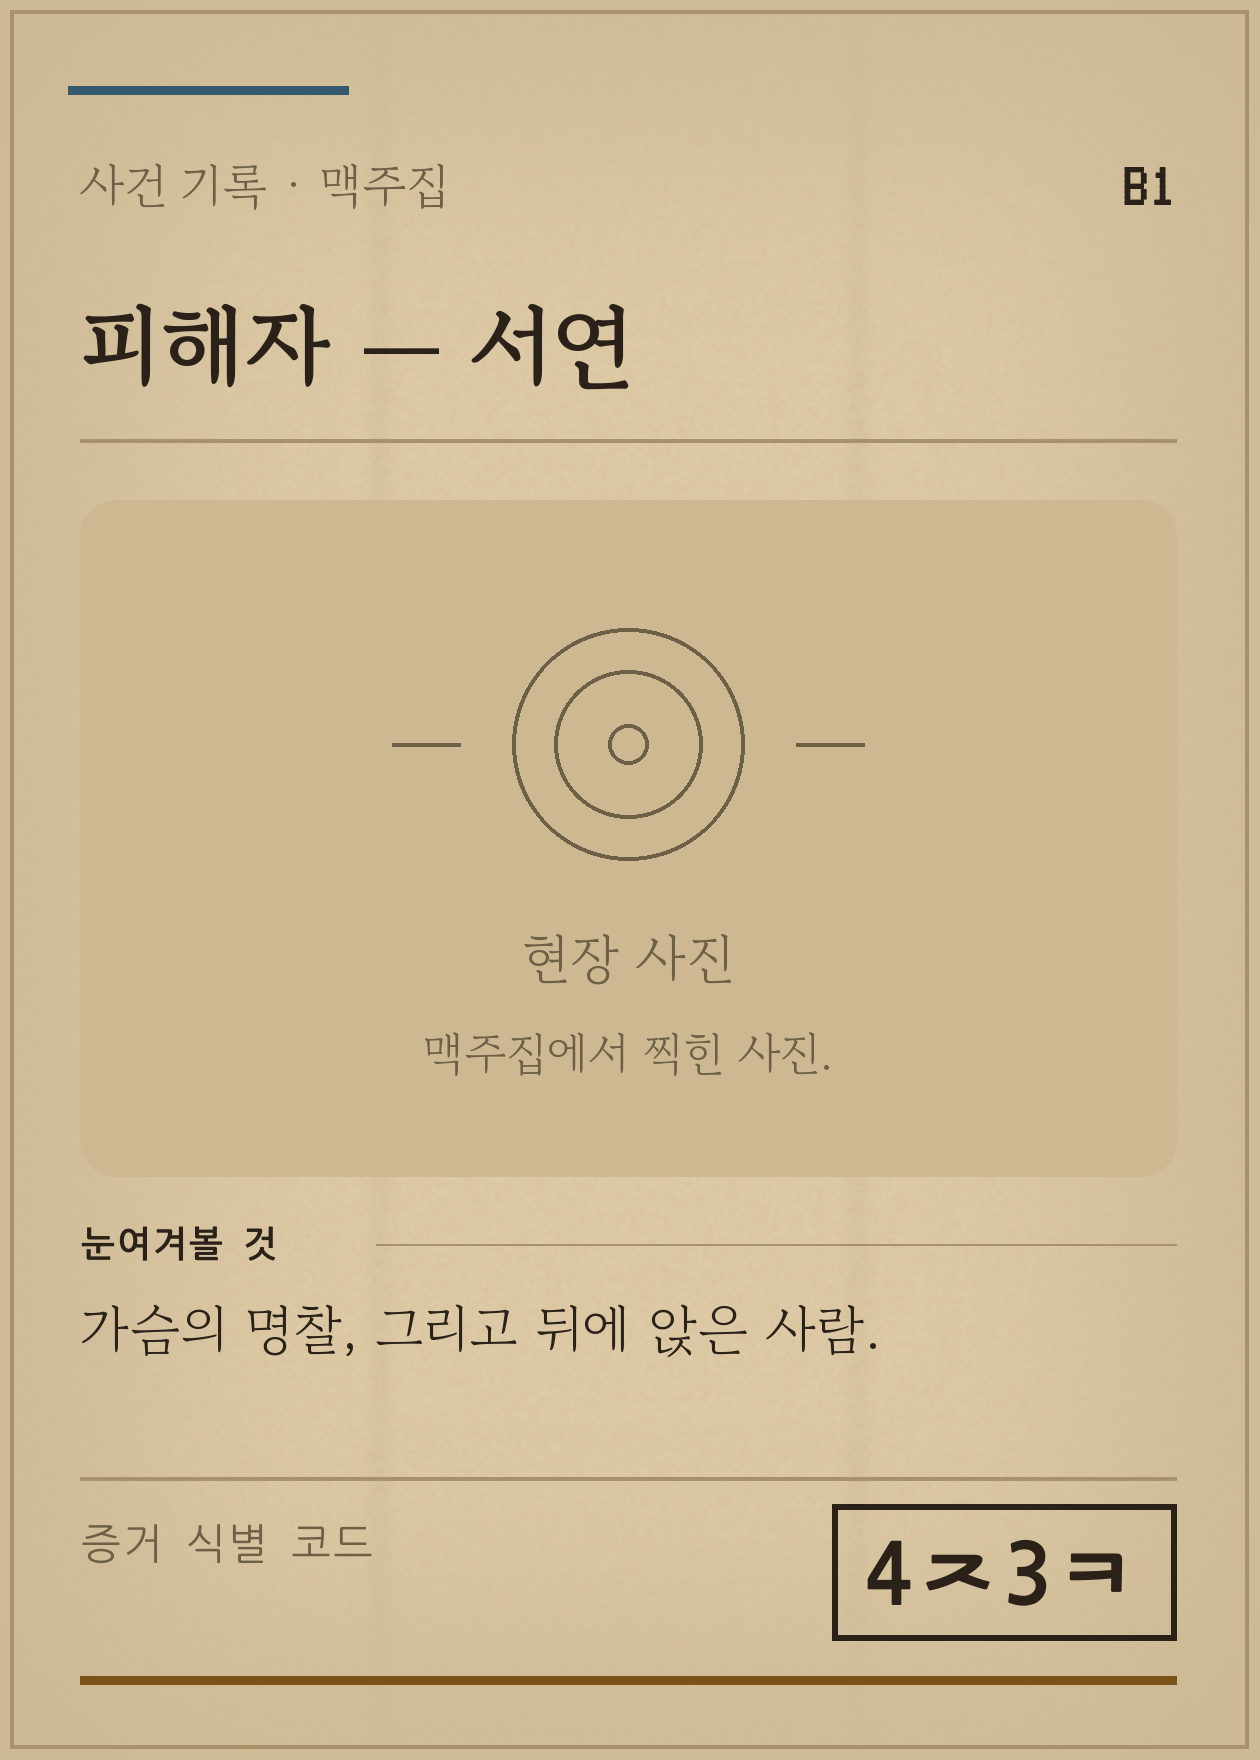 사건 기록 · 맥주집
B1
피해자 — 서연
현장 사진
맥주집에서 찍힌 사진.
눈여겨볼 것
가슴의 명찰, 그리고 뒤에 앉은 사람.
증거 식별 코드
4ㅈ3ㅋ